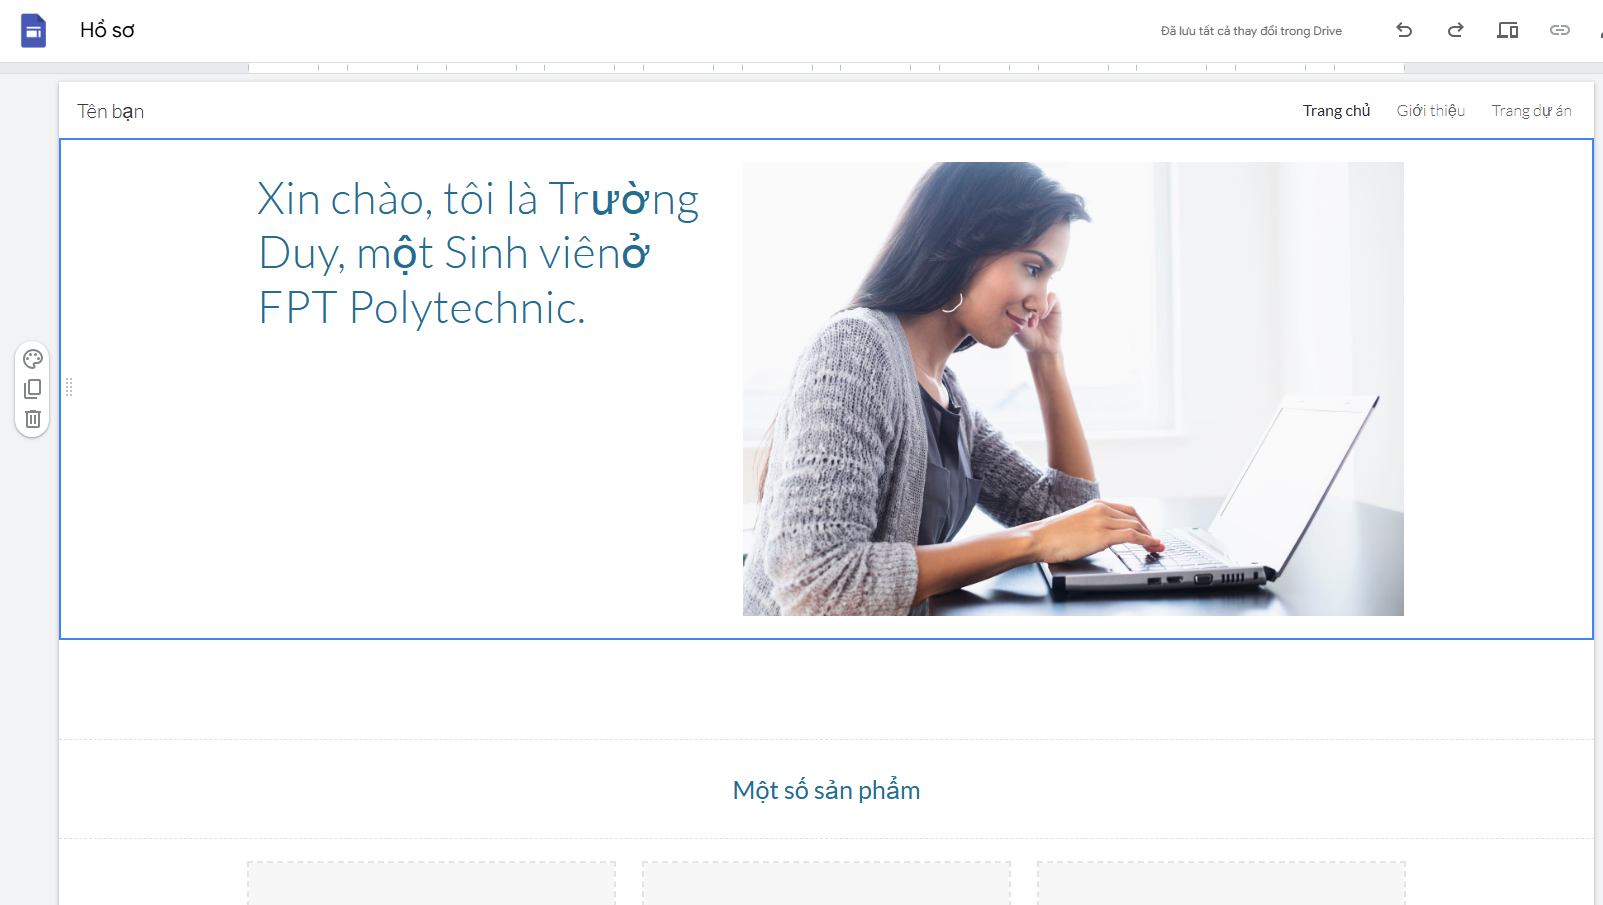 Hồ sơ
Đã lưu tất cả thay đổi trong Drive
Tên bạn
Trang chủ Giới thiệu Trang dự án
Xin chào, tôi là Trường
Duy, một Sinh viênở
FPT Polytechnic.
Một số sản phẩm